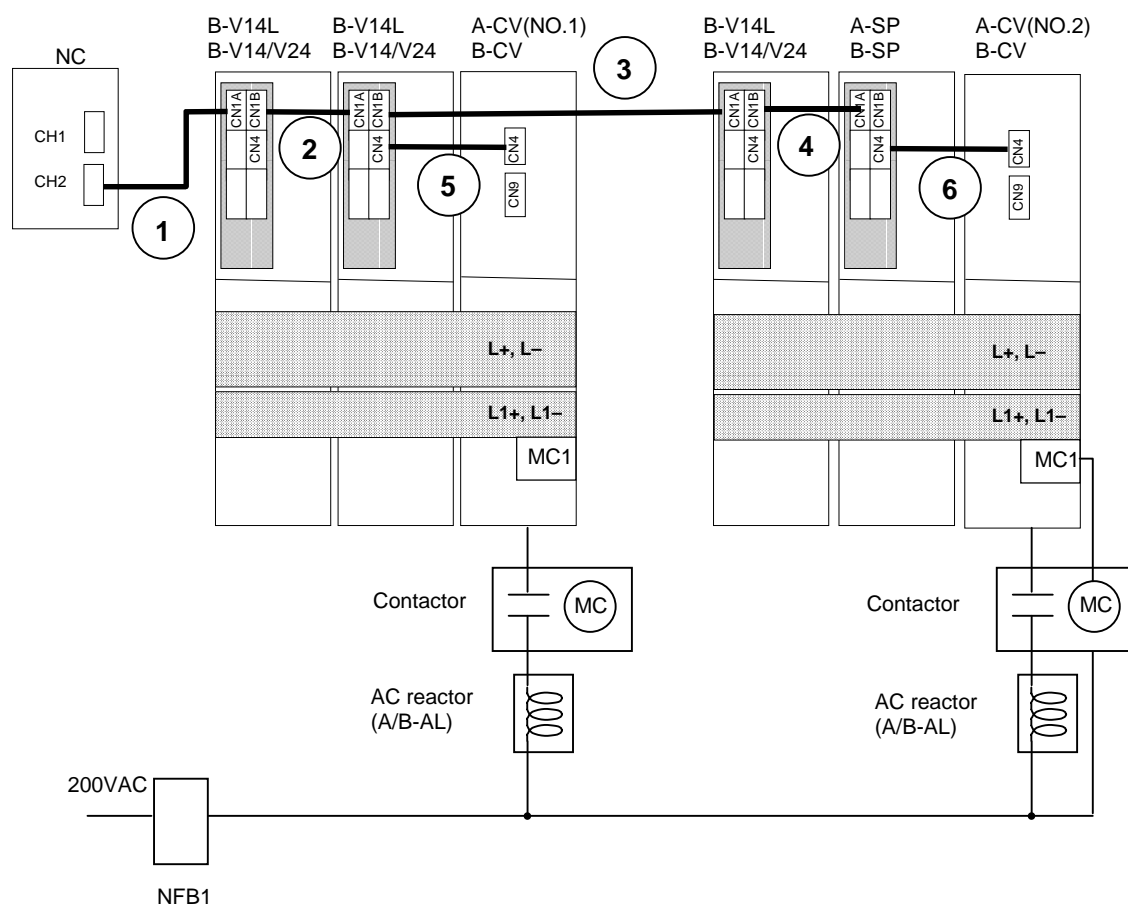 B-V14L
B-V14/V24
B-V14L
B-V14/V24
A-CV(NO.1)
B-CV
B-V14L
B-V14/V24
A-SP
B-SP
A-CV(NO.2)
B-CV
NC
CH1
CH2
1
2
3
4
5
6
CN1A
CN1B
CN4
CN1A
CN1B
CN4
CN4
CN9
CN1A
CN1B
CN4
CN1A
CN1B
CN4
CN4
CN9
L+, L–
L+, L–
L1+, L1–
L1+, L1–
MC1
MC1
Contactor
MC
Contactor
MC
AC reactor
(A/B-AL)
AC reactor
(A/B-AL)
200VAC
NFB1